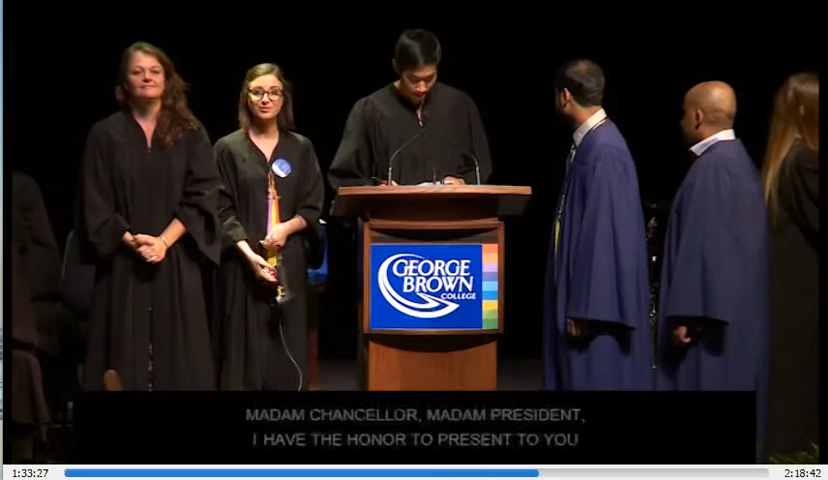 GEORGE
BROWN
COLLEGE
MADAM CHANCELLOR, MADAM PRESIDENT,
I HAVE THE HONOR TO PRESENT TO YOU
1:33:27
2:18:42